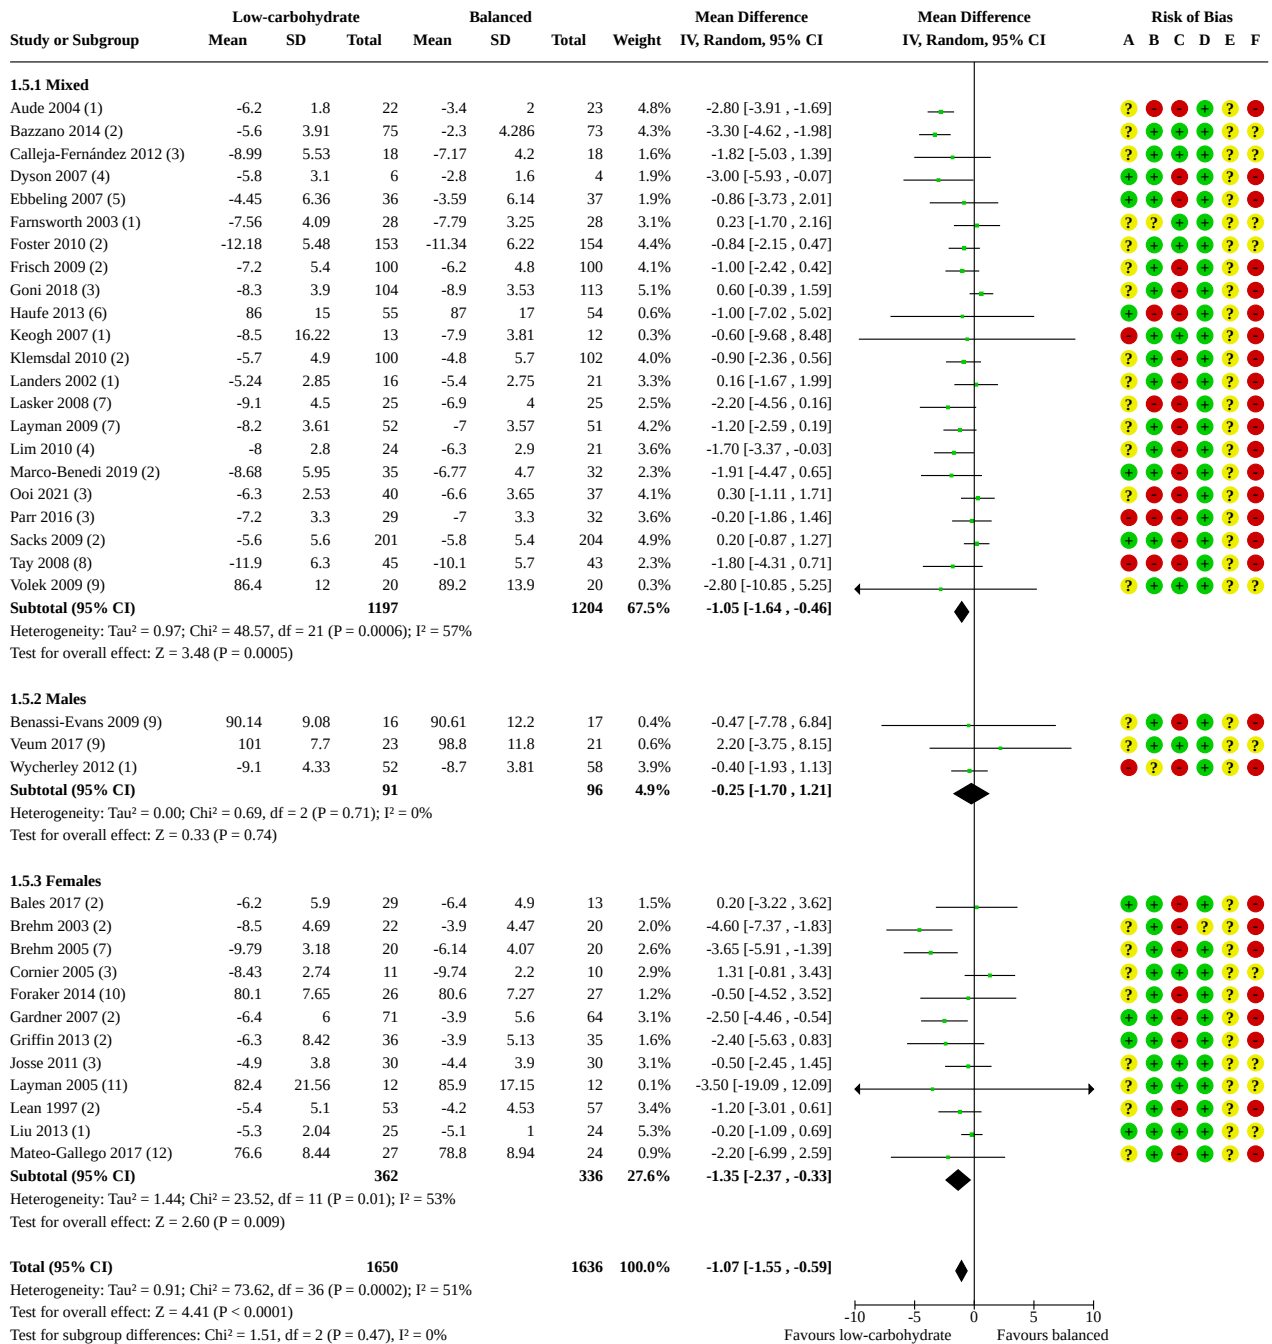 Low-carbohydrate Balanced Mean Difference Mean Difference Risk of Bias
Study or Subgroup Mean SD Total Mean SD Total Weight IV, Random, 95% CI IV, Random, 95% CI A B C D E F
1.5.1 Mixed
Aude 2004 (1) -6.2 1.8 22 -3.4 2 23 4.8% -2.80 [-3.91 , -1.69] ? - - + ? -
Bazzano 2014 (2) -5.6 3.91 75 -2.3 4.286 73 4.3% -3.30 [-4.62 , -1.98] ? + + + ? ?
Calleja-Fernández 2012 (3) -8.99 5.53 18 -7.17 4.2 18 1.6% -1.82 [-5.03 , 1.39] ? + + + ? ?
Dyson 2007 (4) -5.8 3.1 6 -2.8 1.6 4 1.9% -3.00 [-5.93 , -0.07] + + - + ? -
Ebbeling 2007 (5) -4.45 6.36 36 -3.59 6.14 37 1.9% -0.86 [-3.73 , 2.01] + + - + ? -
Farnsworth 2003 (1) -7.56 4.09 28 -7.79 3.25 28 3.1% 0.23 [-1.70 , 2.16] ? ? + + ? ?
Foster 2010 (2) -12.18 5.48 153 -11.34 6.22 154 4.4% -0.84 [-2.15 , 0.47] ? + + + ? ?
Frisch 2009 (2) -7.2 5.4 100 -6.2 4.8 100 4.1% -1.00 [-2.42 , 0.42] ? + - + ? -
Goni 2018 (3) -8.3 3.9 104 -8.9 3.53 113 5.1% 0.60 [-0.39 , 1.59] ? + - + ? -
Haufe 2013 (6) 86 15 55 87 17 54 0.6% -1.00 [-7.02 , 5.02] + - - + ? -
Keogh 2007 (1) -8.5 16.22 13 -7.9 3.81 12 0.3% -0.60 [-9.68 , 8.48] - + + + ? -
Klemsdal 2010 (2) -5.7 4.9 100 -4.8 5.7 102 4.0% -0.90 [-2.36 , 0.56] ? + - + ? -
Landers 2002 (1) -5.24 2.85 16 -5.4 2.75 21 3.3% 0.16 [-1.67 , 1.99] ? + - + ? -
Lasker 2008 (7) -9.1 4.5 25 -6.9 4 25 2.5% -2.20 [-4.56 , 0.16] ? - - + ? -
Layman 2009 (7) -8.2 3.61 52 -7 3.57 51 4.2% -1.20 [-2.59 , 0.19] ? + - + ? -
Lim 2010 (4) -8 2.8 24 -6.3 2.9 21 3.6% -1.70 [-3.37 , -0.03] ? + - + ? -
Marco-Benedi 2019 (2) -8.68 5.95 35 -6.77 4.7 32 2.3% -1.91 [-4.47 , 0.65] + + - + ? -
Ooi 2021 (3) -6.3 2.53 40 -6.6 3.65 37 4.1% 0.30 [-1.11 , 1.71] ? - - + ? -
Parr 2016 (3) -7.2 3.3 29 -7 3.3 32 3.6% -0.20 [-1.86 , 1.46] - - - + ? -
Sacks 2009 (2) -5.6 5.6 201 -5.8 5.4 204 4.9% 0.20 [-0.87 , 1.27] + + - + ? -
Tay 2008 (8) -11.9 6.3 45 -10.1 5.7 43 2.3% -1.80 [-4.31 , 0.71] - - - + ? -
Volek 2009 (9) 86.4 12 20 89.2 13.9 20 0.3% -2.80 [-10.85 , 5.25] ? + + + ? ?
Subtotal (95% CI) 1197 1204 67.5% -1.05 [-1.64 , -0.46]
Heterogeneity: Tau² = 0.97; Chi² = 48.57, df = 21 (P = 0.0006); I² = 57%
Test for overall effect: Z = 3.48 (P = 0.0005)
1.5.2 Males
Benassi-Evans 2009 (9) 90.14 9.08 16 90.61 12.2 17 0.4% -0.47 [-7.78 , 6.84] ? + - + ? -
Veum 2017 (9) 101 7.7 23 98.8 11.8 21 0.6% 2.20 [-3.75 , 8.15] ? + + + ? ?
Wycherley 2012 (1) -9.1 4.33 52 -8.7 3.81 58 3.9% -0.40 [-1.93 , 1.13] - ? - + ? -
Subtotal (95% CI) 91 96 4.9% -0.25 [-1.70 , 1.21]
Heterogeneity: Tau² = 0.00; Chi² = 0.69, df = 2 (P = 0.71); I² = 0%
Test for overall effect: Z = 0.33 (P = 0.74)
1.5.3 Females
Bales 2017 (2) -6.2 5.9 29 -6.4 4.9 13 1.5% 0.20 [-3.22 , 3.62] + + - + ? -
Brehm 2003 (2) -8.5 4.69 22 -3.9 4.47 20 2.0% -4.60 [-7.37 , -1.83] ? + - ? ? -
Brehm 2005 (7) -9.79 3.18 20 -6.14 4.07 20 2.6% -3.65 [-5.91 , -1.39] ? + - + ? -
Cornier 2005 (3) -8.43 2.74 11 -9.74 2.2 10 2.9% 1.31 [-0.81 , 3.43] ? + + + ? ?
Foraker 2014 (10) 80.1 7.65 26 80.6 7.27 27 1.2% -0.50 [-4.52 , 3.52] ? + - + ? -
Gardner 2007 (2) -6.4 6 71 -3.9 5.6 64 3.0% -2.50 [-4.46 , -0.54] + + - + ? -
Griffin 2013 (2) -6.3 8.42 36 -3.9 5.13 35 1.6% -2.40 [-5.63 , 0.83] + + - + ? -
Josse 2011 (3) -4.9 3.8 30 -4.4 3.9 30 3.1% -0.50 [-2.45 , 1.45] ? + + + ? ?
Layman 2005 (11) 82.4 21.56 12 85.9 17.15 12 0.1% -3.50 [-19.09 , 12.09] ? + + + ? ?
Lean 1997 (2) -5.4 5.1 53 -4.2 4.53 57 3.4% -1.20 [-3.01 , 0.61] ? + - + ? -
Liu 2013 (1) -5.3 2.04 25 -5.1 1 24 5.3% -0.20 [-1.09 , 0.69] + + + + ? ?
Mateo-Gallego 2017 (12) 76.6 8.44 27 78.8 8.94 24 0.9% -2.20 [-6.99 , 2.59] ? + - + ? -
Subtotal (95% CI) 362 336 27.6% -1.35 [-2.37 , -0.33]
Heterogeneity: Tau² = 1.44; Chi² = 23.52, df = 11 (P = 0.01); I² = 53%
Test for overall effect: Z = 2.60 (P = 0.009)
Total (95% CI) 1650 1636 100.0% -1.07 [-1.55 , -0.59]
Heterogeneity: Tau² = 0.91; Chi² = 73.62, df = 36 (P = 0.0002); I² = 51%
Test for overall effect: Z = 4.41 (P < 0.0001) -10 -5 0 5 10
Test for subgroup differences: Chi² = 1.51, df = 2 (P = 0.47), I² = 0% Favours low-carbohydrate Favours balanced